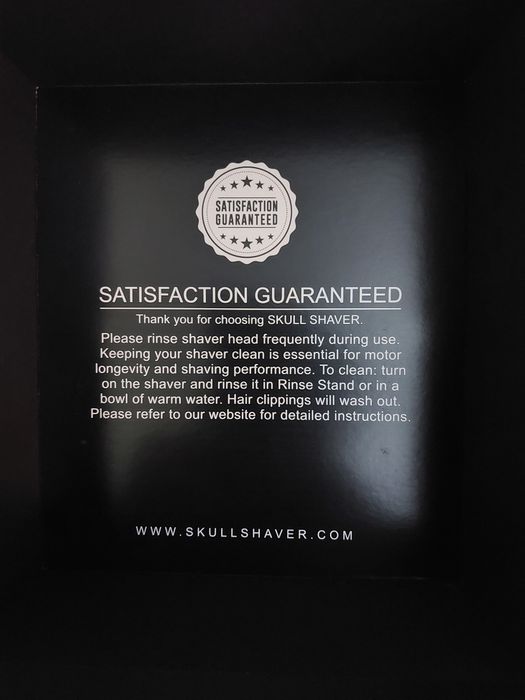 SATISFACTION
GUARANTEED
SATISFACTION GUARANTEED
Thank you for choosing SKULL SHAVER.
Please rinse shaver head frequently during use.
Keeping your shaver clean is essential for motor
longevity and shaving performance. To clean: turn
on the shaver and rinse it in Rinse Stand or in a
bowl of warm water. Hair clippings will wash out.
Please refer to our website for detailed instructions.
WWW.SKULLSHAVER.COM